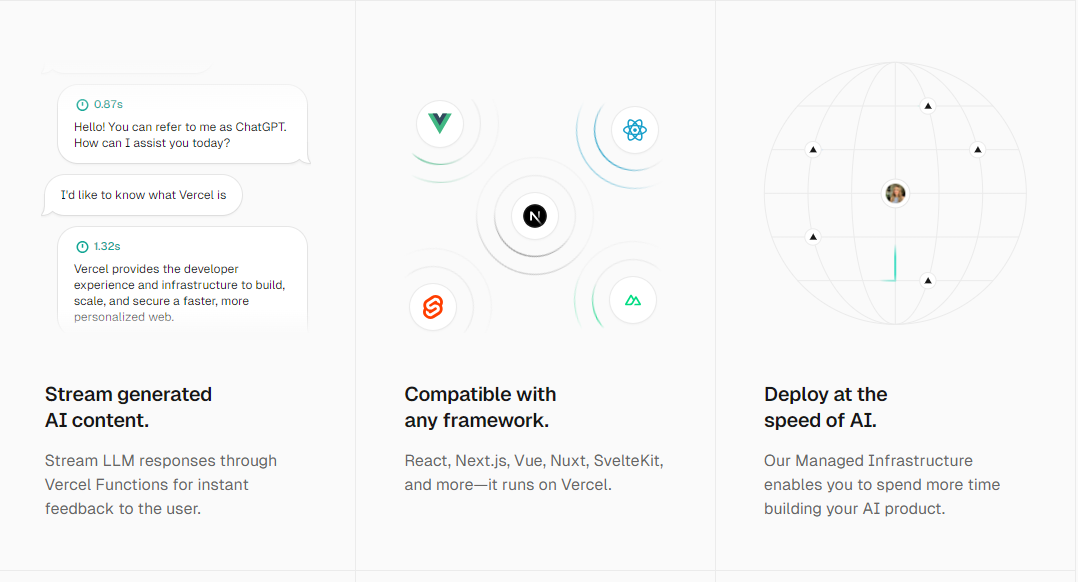 0.87s
Hello! You can refer to me as ChatGPT.
How can I assist you today?
I'd like to know what Vercel is
1.32s
Vercel provides the developer
experience and infrastructure to build,
scale, and secure a faster, more
personalized web.
Stream generated
AI content.
Stream LLM responses through
Vercel Functions for instant
feedback to the user.
N
Compatible with
any framework.
React, Next.js, Vue, Nuxt, SvelteKit,
and more—it runs on Vercel.
Deploy at the
speed of AI.
Our Managed Infrastructure
enables you to spend more time
building your AI product.